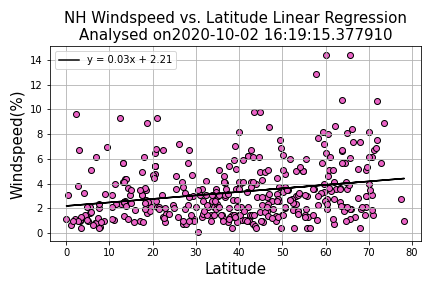 NH Windspeed vs. Latitude Linear Regression
Analysed on2020-10-02 16:19:15.377910
y = 0.03x + 2.21
14
12
10
8
6
4
2
0
Windspeed(%)
0 10 20 30 40 50 60 70 80
Latitude